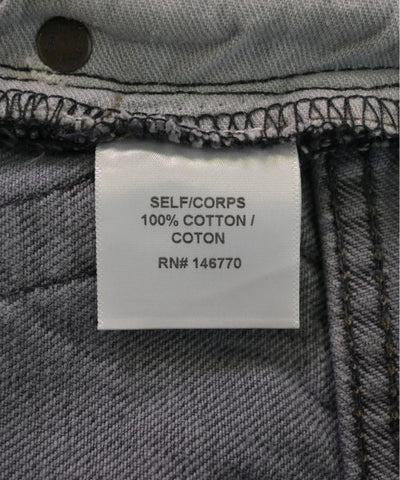 SELF/CORPS
100% COTTON /
COTON
RN# 146770